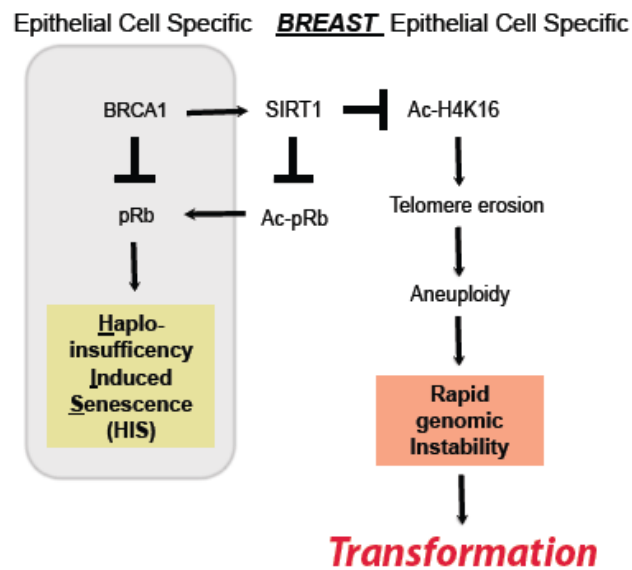 Epithelial Cell Specific
BREAST Epithelial Cell Specific
BRCA1
SIRT1
Ac-H4K16
pRb
Ac-pRb
Telomere erosion
Aneuploidy
Haplo-
insufficency
Induced
Senescence
(HIS)
Rapid
genomic
Instability
Transformation